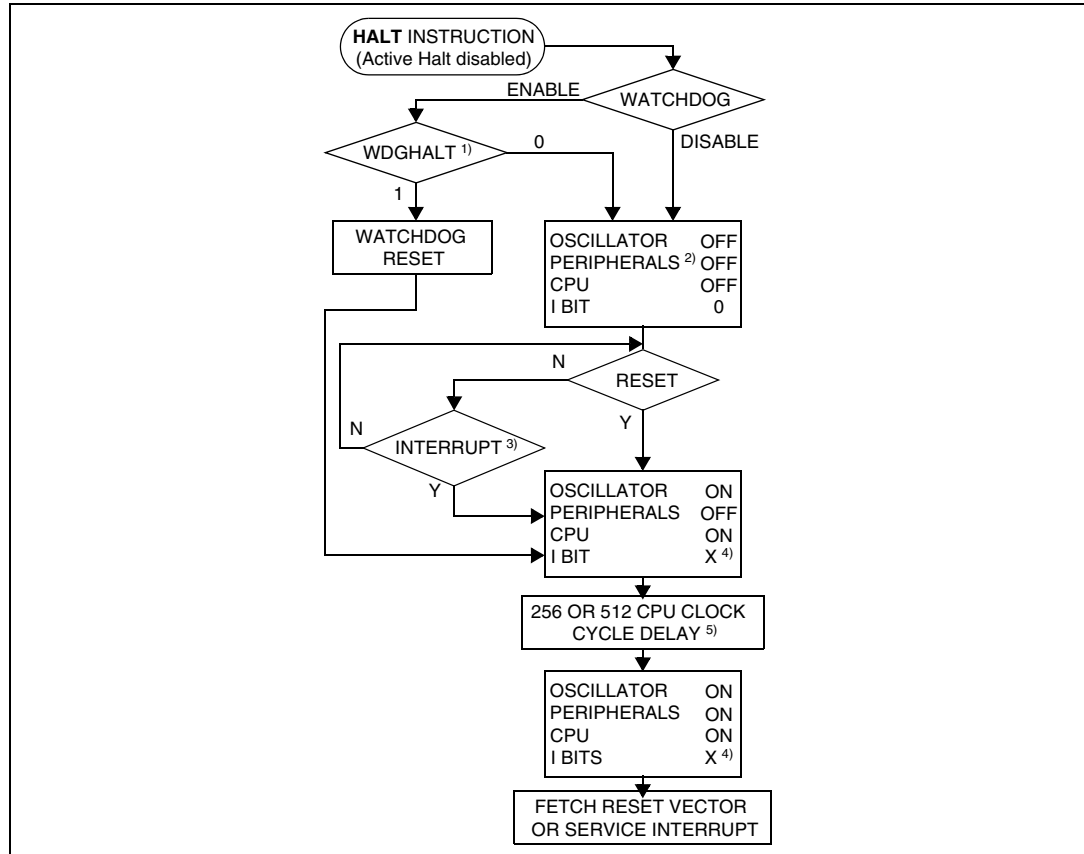 HALT INSTRUCTION
(Active Halt disabled)
ENABLE
WATCHDOG
WDGHALT 1)
0
DISABLE
1
WATCHDOG
RESET
OSCILLATOR OFF
PERIPHERALS 2) OFF
CPU OFF
I BIT 0
N
RESET
N
INTERRUPT 3)
Y
Y
OSCILLATOR ON
PERIPHERALS OFF
CPU ON
I BIT X 4)
256 OR 512 CPU CLOCK
CYCLE DELAY 5)
OSCILLATOR ON
PERIPHERALS ON
CPU ON
I BITS X 4)
FETCH RESET VECTOR
OR SERVICE INTERRUPT